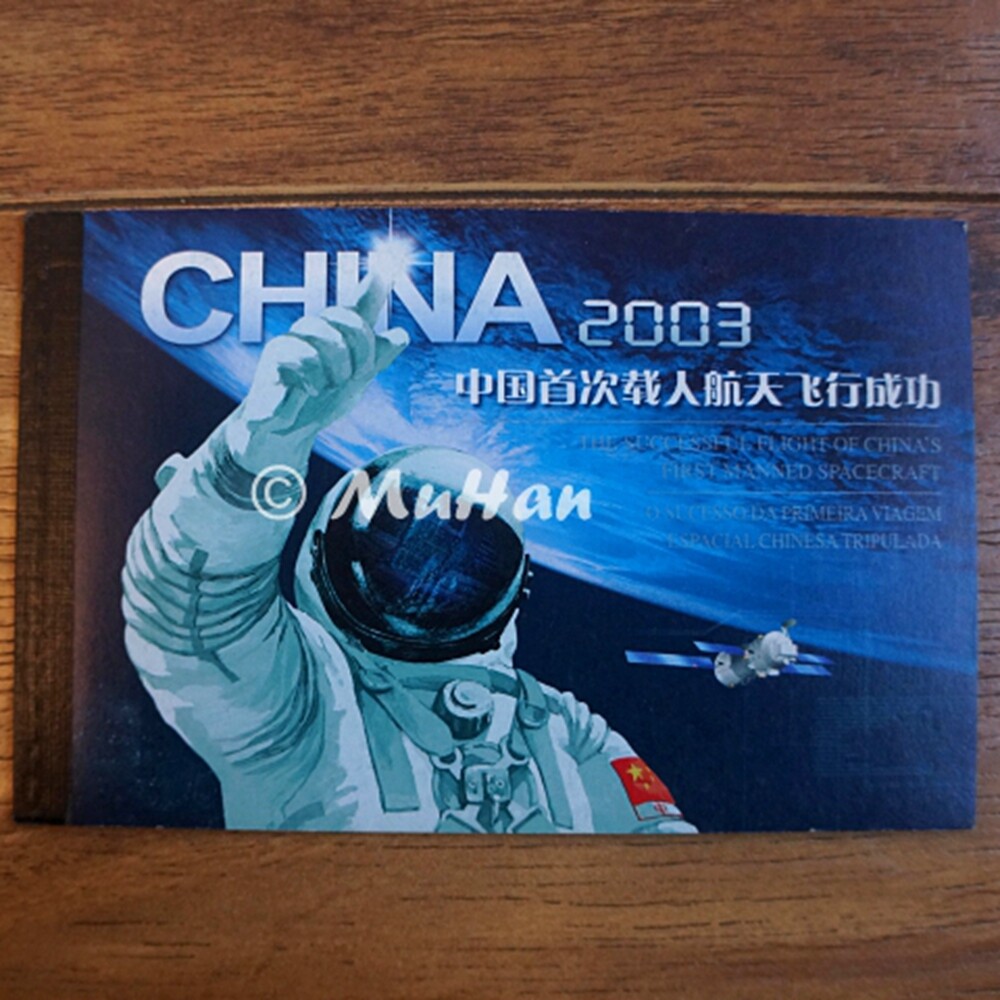 CHINA 2003
中国首次载人航天飞行成功
THE SUCCESSFUL FLIGHT OF CHINA'S
FIRST MANNED SPACECRAFT
© MuHan
O SUCESSO DA PRIMEIRA VIAGEM
ESPACIAL CHINESA TRIPULADA
中